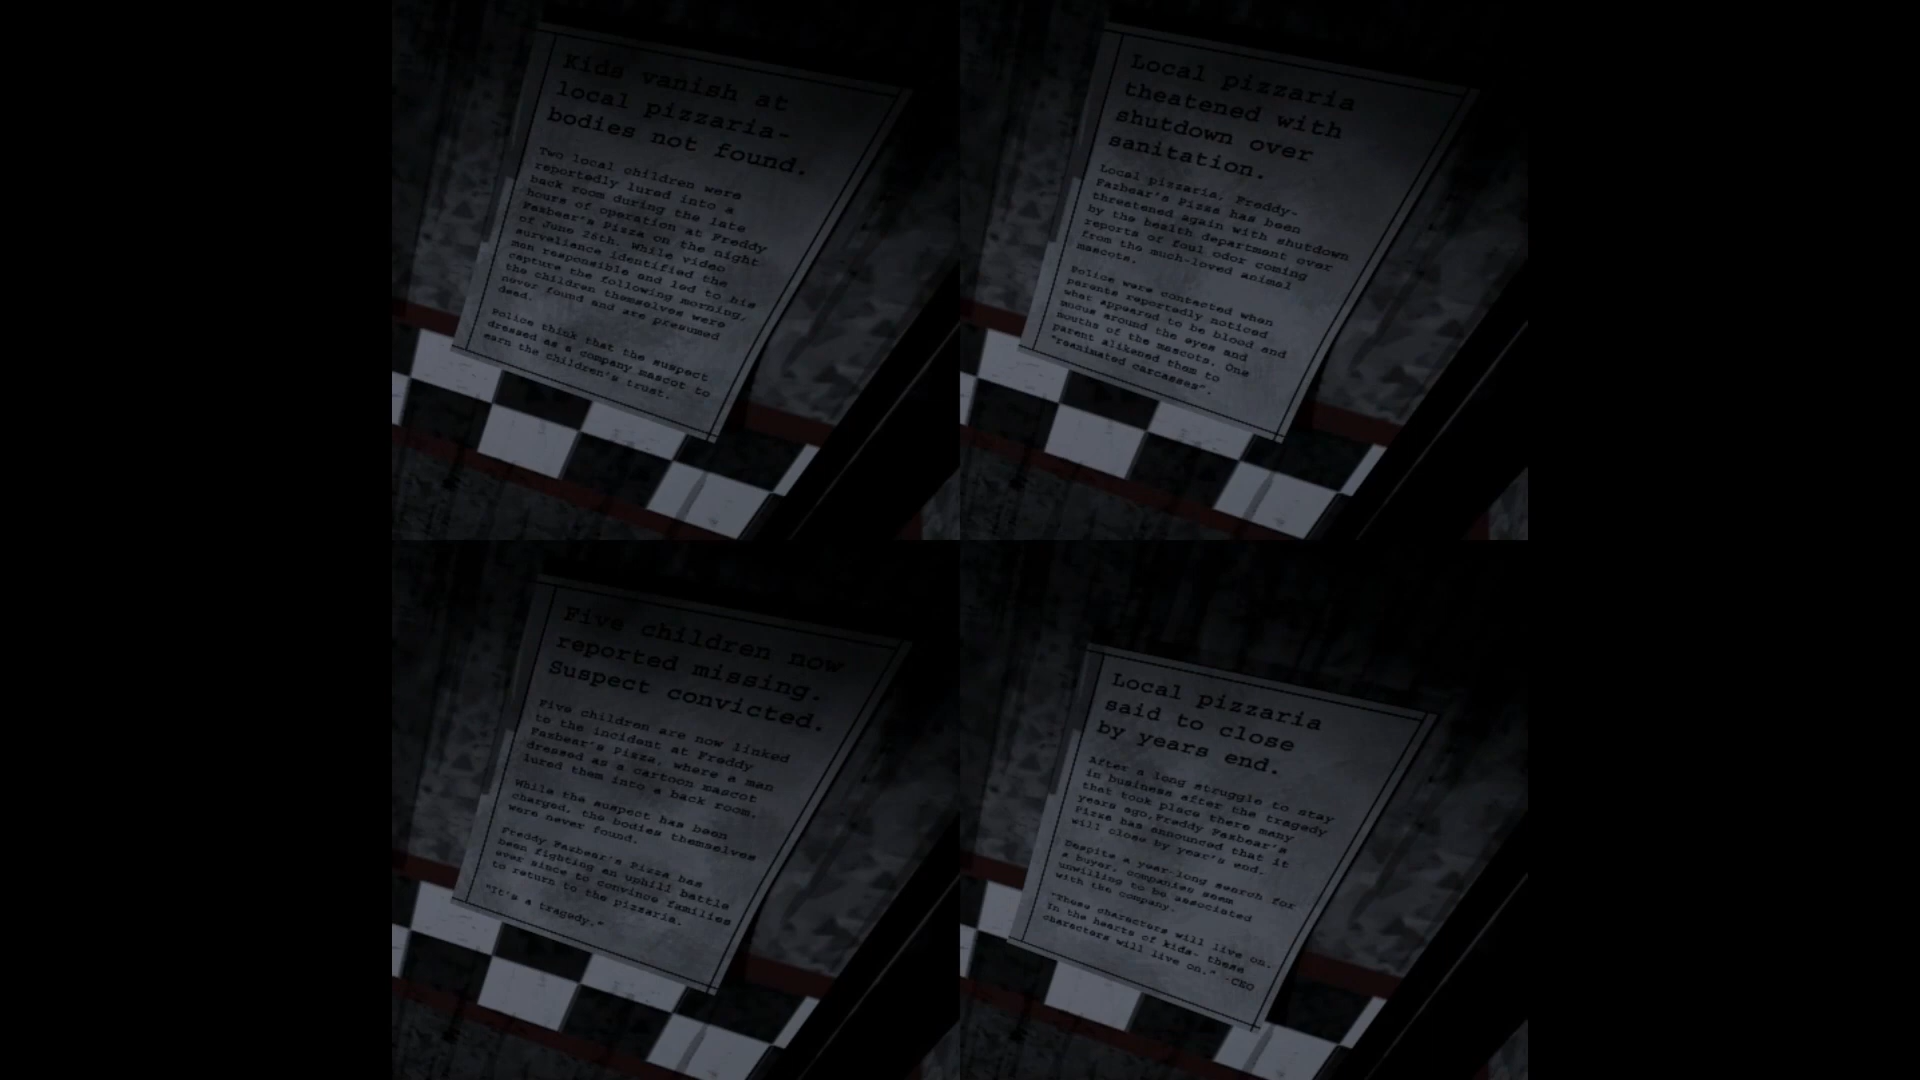 Kids vanish at
local pizzaria-
bodies not found.
Two local children were
reportedly lured into a
back room during the late
hours of operation at Freddy
Fazbear's Pizza on the night
of June 26th. While video
surveillance identified the
man responsible and led to his
capture the following morning,
the children themselves were
never found and are presumed
dead.
Police think that the suspect
dressed as a company mascot to
earn the children's trust.
Local pizzaria
theatened with
shutdown over
sanitation.
Local pizzaria, Freddy-
Fazbear's Pizza has been
threatened again with shutdown
by the health department over
reports of foul odor coming
from the much-loved animal
mascots.
Police were contacted when
parents reportedly noticed
what appeared to be blood and
mucus around the eyes and
mouths of the mascots. One
parent alikened them to
"reanimated carcasses".
Five children now
reported missing.
Suspect convicted.
Five children are now linked
to the incident at Freddy
Fazbear's Pizza, where a man
dressed as a cartoon mascot
lured them into a back room.
While the suspect has been
charged, the bodies themselves
were never found.
Freddy Fazbear's Pizza has
been fighting an uphill battle
ever since to convince families
to return to the pizzaria.
"It's a tragedy."
Local pizzaria
said to close
by years end.
After a long struggle to stay
in business after the tragedy
that took place there many
years ago,Freddy Fazbear's
Pizza has announced that it
will close by year's end.
Despite a year-long search for
a buyer, companies seem
unwilling to be associated
with the company.
"These characters will live on.
In the hearts of kids- these
characters will live on." -CEO